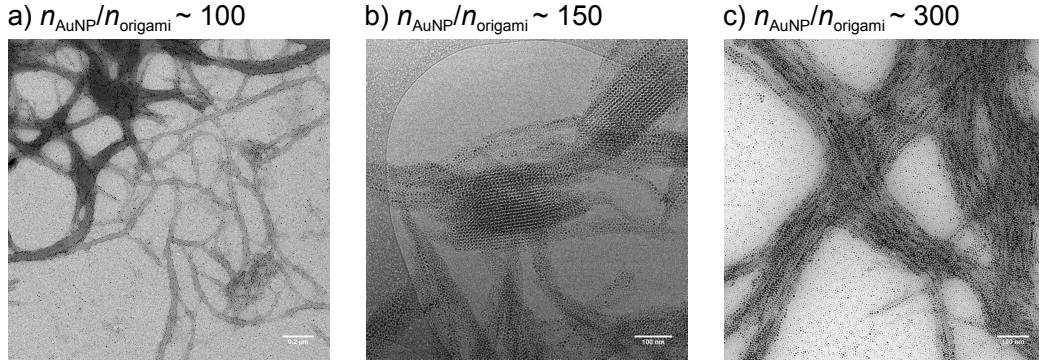 a) nAuNP/norigami ~ 100
b) nAuNP/norigami ~ 150
c) nAuNP/norigami ~ 300
0.2 µm
100 nm
100 nm